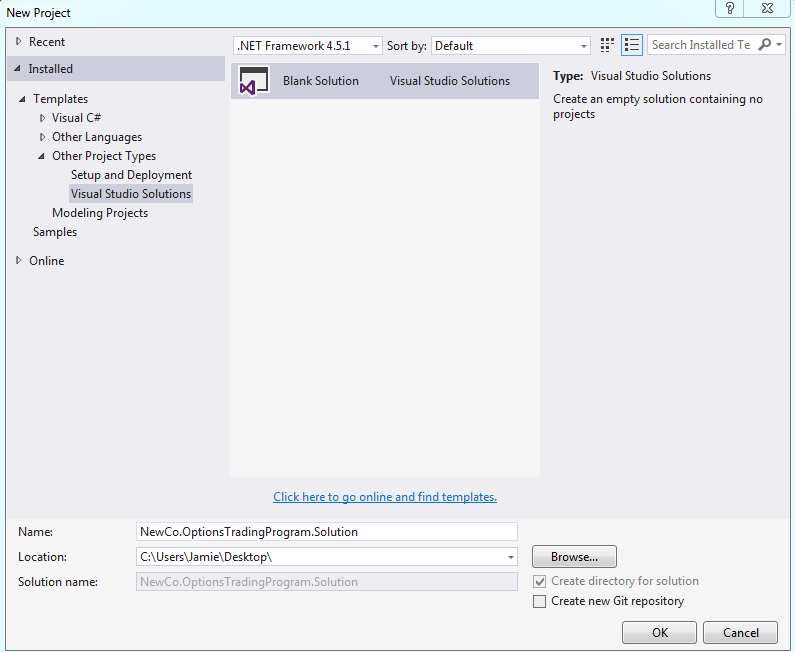 New Project
?
Recent
.NET Framework 4.5.1
Sort by:
Default
Search Installed Te
Installed
Templates
Visual C#
Other Languages
Other Project Types
Setup and Deployment
Visual Studio Solutions
Modeling Projects
Samples
Online
Blank Solution
Visual Studio Solutions
Type: Visual Studio Solutions
Create an empty solution containing no
projects
Click here to go online and find templates.
Name:
NewCo.OptionsTradingProgram.Solution
Location:
C:\Users\Jamie\Desktop\
Browse...
Solution name:
NewCo.OptionsTradingProgram.Solution
Create directory for solution
Create new Git repository
OK
Cancel